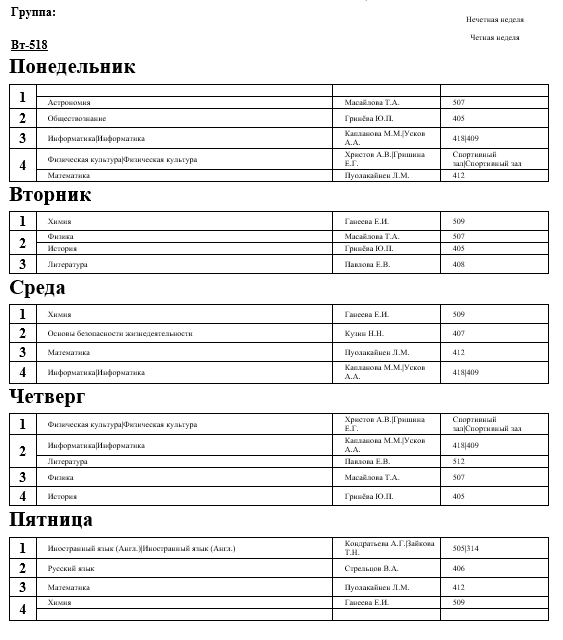 Группа:
Нечетная неделя
Четная неделя
Вт-518
Понедельник
1
Астрономия Масайлова Т.А. 507
2 Обществознание Гринёва Ю.П. 405
3 Информатика|Информатика Капланова М.М.|Усков А.А. 418|409
4 Физическая культура|Физическая культура Христов А.В.|Гришина Е.Г. Спортивный зал|Спортивный зал
Математика Пуолакайнен Л.М. 412
Вторник
1 Химия Ганеева Е.И. 509
2 Физика Масайлова Т.А. 507
История Гринёва Ю.П. 405
3 Литература Павлова Е.В. 408
Среда
1 Химия Ганеева Е.И. 509
2 Основы безопасности жизнедеятельности Кузин Н.Н. 407
3 Математика Пуолакайнен Л.М. 412
4 Информатика|Информатика Капланова М.М.|Усков А.А. 418|409
Четверг
1 Физическая культура|Физическая культура Христов А.В.|Гришина Е.Г. Спортивный зал|Спортивный зал
2 Информатика|Информатика Капланова М.М.|Усков А.А. 418|409
Литература Павлова Е.В. 512
3 Физика Масайлова Т.А. 507
4 История Гринёва Ю.П. 405
Пятница
1 Иностранный язык (Англ.)|Иностранный язык (Англ.) Кондратьева А.Г.|Зайкова Т.Н. 505|314
2 Русский язык Стрельцов В.А. 406
3 Математика Пуолакайнен Л.М. 412
4 Химия Ганеева Е.И. 509